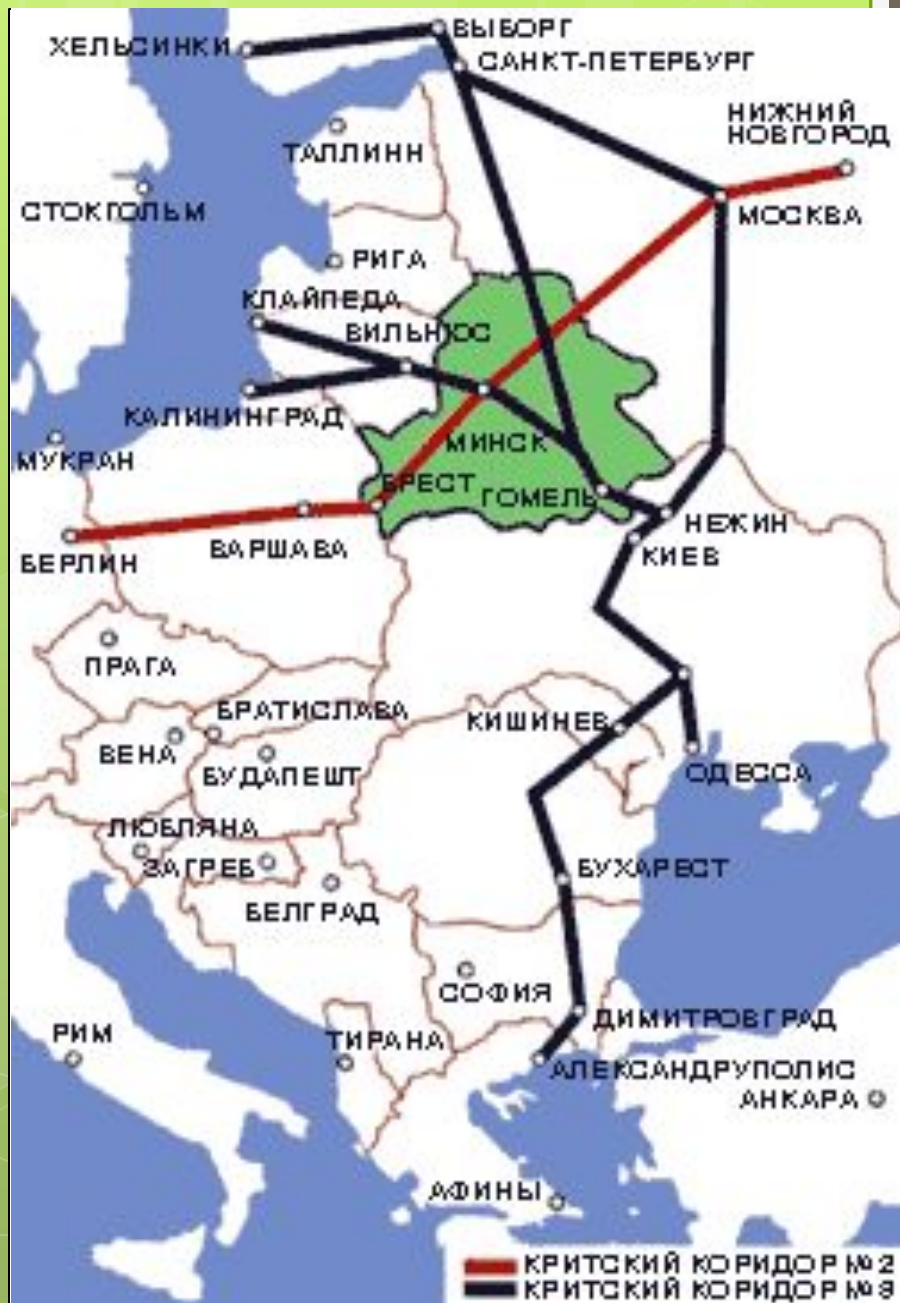 ХЕЛЬСИНКИ
ВЫБОРГ
САНКТ-ПЕТЕРБУРГ
НИЖНИЙ
НОВГОРОД
ТАЛЛИНН
СТОКГОЛЬМ
МОСКВА
РИГА
КЛАЙПЕДА
ВИЛЬНЮС
КАЛИНИНГРАД
МИНСК
МУКРАН
БРЕСТ
ГОМЕЛЬ
НЕЖИН
ВАРШАВА
КИЕВ
БЕРЛИН
ПРАГА
БРАТИСЛАВА
КИШИНЕВ
ВЕНА
БУДАПЕШТ
ОДЕССА
ЛЮБЛЯНА
ЗАГРЕБ
БУХАРЕСТ
БЕЛГРАД
СОФИЯ
ДИМИТРОВГРАД
РИМ
ТИРАНА
АЛЕКСАНДРУПОЛИС
АНКАРА
АФИНЫ
КРИТСКИЙ КОРИДОР №2
КРИТСКИЙ КОРИДОР №9